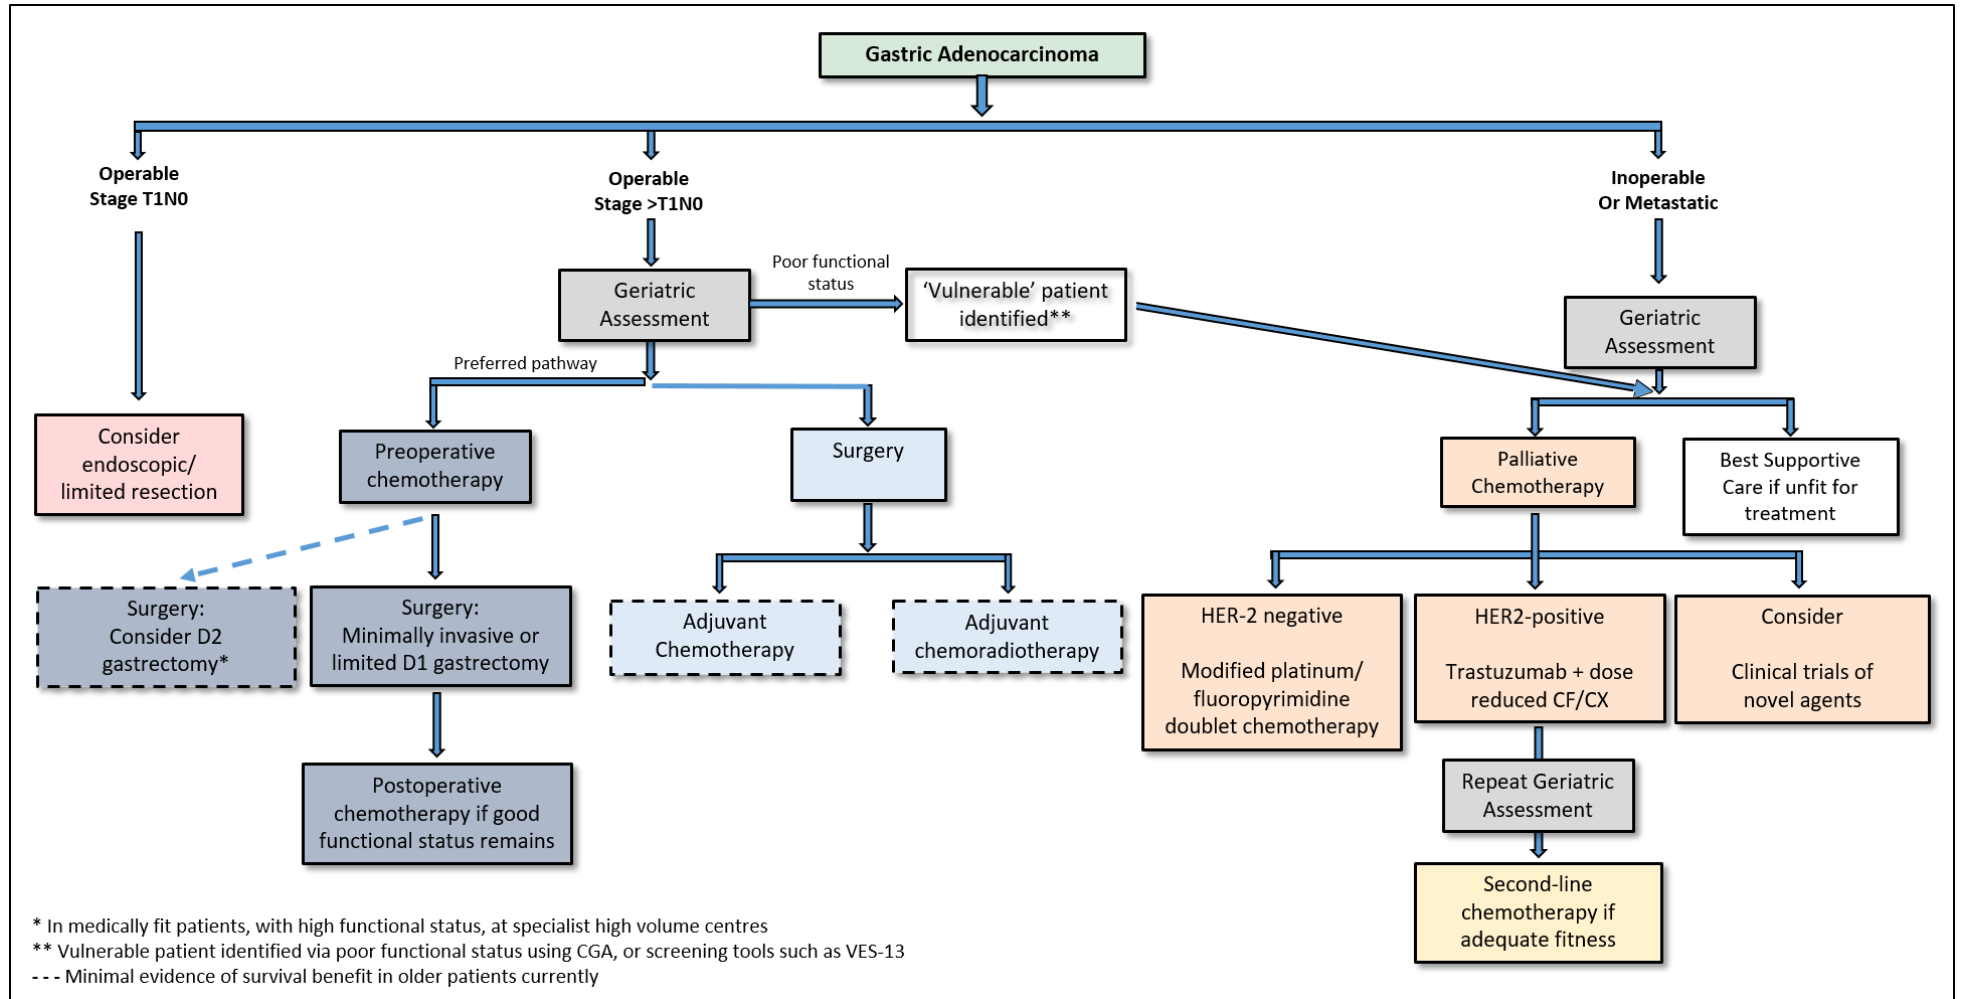 Gastric Adenocarcinoma
Operable
Stage T1N0
Operable
Stage >T1N0
Inoperable
Or Metastatic
Geriatric
Assessment
Poor functional
status
‘Vulnerable’ patient
identified**
Geriatric
Assessment
Preferred pathway
Consider
endoscopic/
limited resection
Preoperative
chemotherapy
Surgery
Palliative
Chemotherapy
Best Supportive
Care if unfit for
treatment
Surgery:
Consider D2
gastrectomy*
Surgery:
Minimally invasive or
limited D1 gastrectomy
Adjuvant
Chemotherapy
Adjuvant
chemoradiotherapy
HER-2 negative
Modified platinum/
fluoropyrimidine
doublet chemotherapy
HER2-positive
Trastuzumab + dose
reduced CF/CX
Consider
Clinical trials of
novel agents
Postoperative
chemotherapy if good
functional status remains
Repeat Geriatric
Assessment
Second-line
chemotherapy if
adequate fitness
* In medically fit patients, with high functional status, at specialist high volume centres
** Vulnerable patient identified via poor functional status using CGA, or screening tools such as VES-13
- - - Minimal evidence of survival benefit in older patients currently